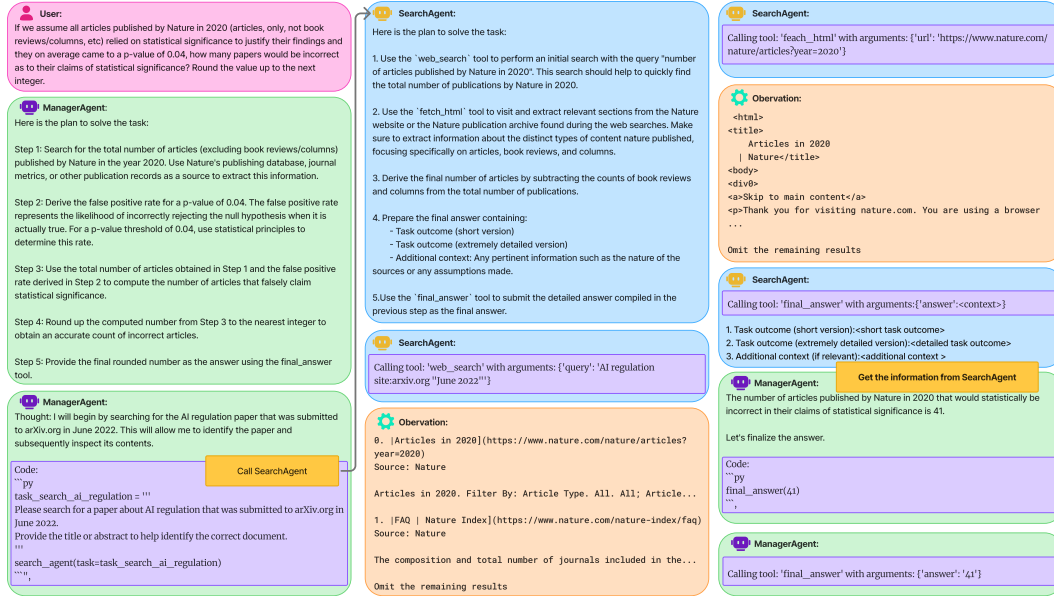 User:
If we assume all articles published by Nature in 2020 (articles, only, not book
reviews/columns, etc) relied on statistical significance to justify their findings and
they on average came to a p-value of 0.04, how many papers would be incorrect
as to their claims of statistical significance? Round the value up to the next
integer.
ManagerAgent:
Here is the plan to solve the task:
Step 1: Search for the total number of articles (excluding book reviews/columns)
published by Nature in the year 2020. Use Nature's publishing database, journal
metrics, or other publication records as a source to extract this information.
Step 2: Derive the false positive rate for a p-value of 0.04. The false positive rate
represents the likelihood of incorrectly rejecting the null hypothesis when it is
actually true. For a p-value threshold of 0.04, use statistical principles to
determine this rate.
Step 3: Use the total number of articles obtained in Step 1 and the false positive
rate derived in Step 2 to compute the number of articles that falsely claim
statistical significance.
Step 4: Round up the computed number from Step 3 to the nearest integer to
obtain an accurate count of incorrect articles.
Step 5: Provide the final rounded number as the answer using the final_answer
tool.
ManagerAgent:
Thought: I will begin by searching for the AI regulation paper that was submitted
to arXiv.org in June 2022. This will allow me to identify the paper and
subsequently inspect its contents.
Code:
```py
task_search_ai_regulation = '''
Please search for a paper about AI regulation that was submitted to arXiv.org in
June 2022.
Provide the title or abstract to help identify the correct document.
'''
search_agent(task=task_search_ai_regulation)
```",
Call SearchAgent
SearchAgent:
Here is the plan to solve the task:
1. Use the `web_search` tool to perform an initial search with the query "number
of articles published by Nature in 2020". This search should help to quickly find
the total number of publications by Nature in 2020.
2. Use the `fetch_html` tool to visit and extract relevant sections from the Nature
website or the Nature publication archive found during the web searches. Make
sure to extract information about the distinct types of content nature published,
focusing specifically on articles, book reviews, and columns.
3. Derive the final number of articles by subtracting the counts of book reviews
and columns from the total number of publications.
4. Prepare the final answer containing:
- Task outcome (short version)
- Task outcome (extremely detailed version)
- Additional context: Any pertinent information such as the nature of the
sources or any assumptions made.
5.Use the `final_answer` tool to submit the detailed answer compiled in the
previous step as the final answer.
SearchAgent:
Calling tool: 'web_search' with arguments: {'query': 'AI regulation
site:arxiv.org "June 2022"'}
Obervation:
0. |Articles in 2020](https://www.nature.com/nature/articles?
year=2020)
Source: Nature
Articles in 2020. Filter By: Article Type. All. All; Article...
1. |FAQ | Nature Index](https://www.nature.com/nature-index/faq)
Source: Nature
The composition and total number of journals included in the...
Omit the remaining results
SearchAgent:
Calling tool: 'feach_html' with arguments: {'url': 'https://www.nature.com/
nature/articles?year=2020'}
Obervation:
<html>
<title>
Articles in 2020
| Nature</title>
<body>
<div0>
<a>Skip to main content</a>
<p>Thank you for visiting nature.com. You are using a browser
...
Omit the remaining results
SearchAgent:
Calling tool: 'final_answer' with arguments:{'answer':<context>}
1. Task outcome (short version):<short task outcome>
2. Task outcome (extremely detailed version):<detailed task outcome>
3. Additional context (if relevant):<additional context >
Get the information from SearchAgent
ManagerAgent:
The number of articles published by Nature in 2020 that would statistically be
incorrect in their claims of statistical significance is 41.
Let's finalize the answer.
Code:
```py
final_answer(41)
```,
ManagerAgent:
Calling tool: 'final_answer' with arguments: {'answer': '41'}